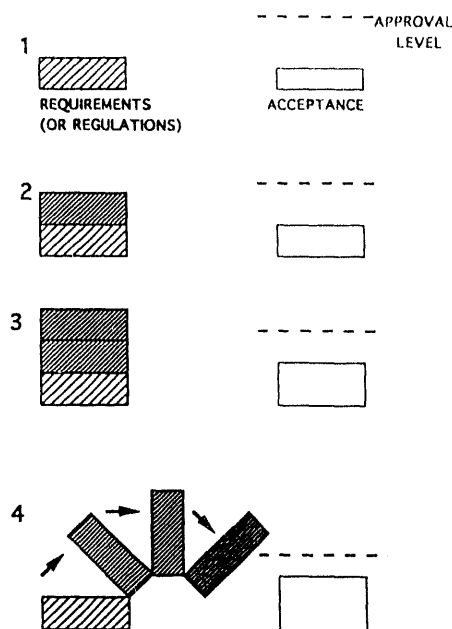 1
APPROVAL
LEVEL
REQUIREMENTS
(OR REGULATIONS)
ACCEPTANCE
2
3
4